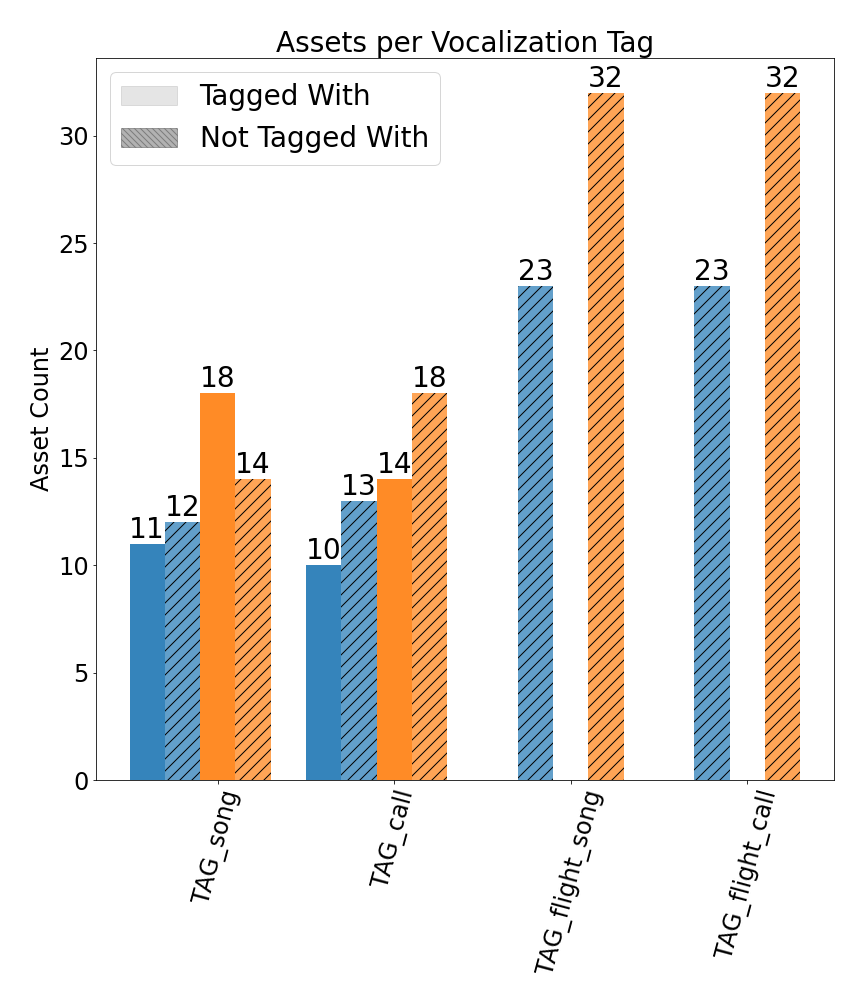 Assets per Vocalization Tag
Tagged With
Not Tagged With
Asset Count
30
25
20
15
10
5
0
11
12
18
14
10
13
14
18
23
32
23
32
TAG_song
TAG_call
TAG_flight_song
TAG_flight_call